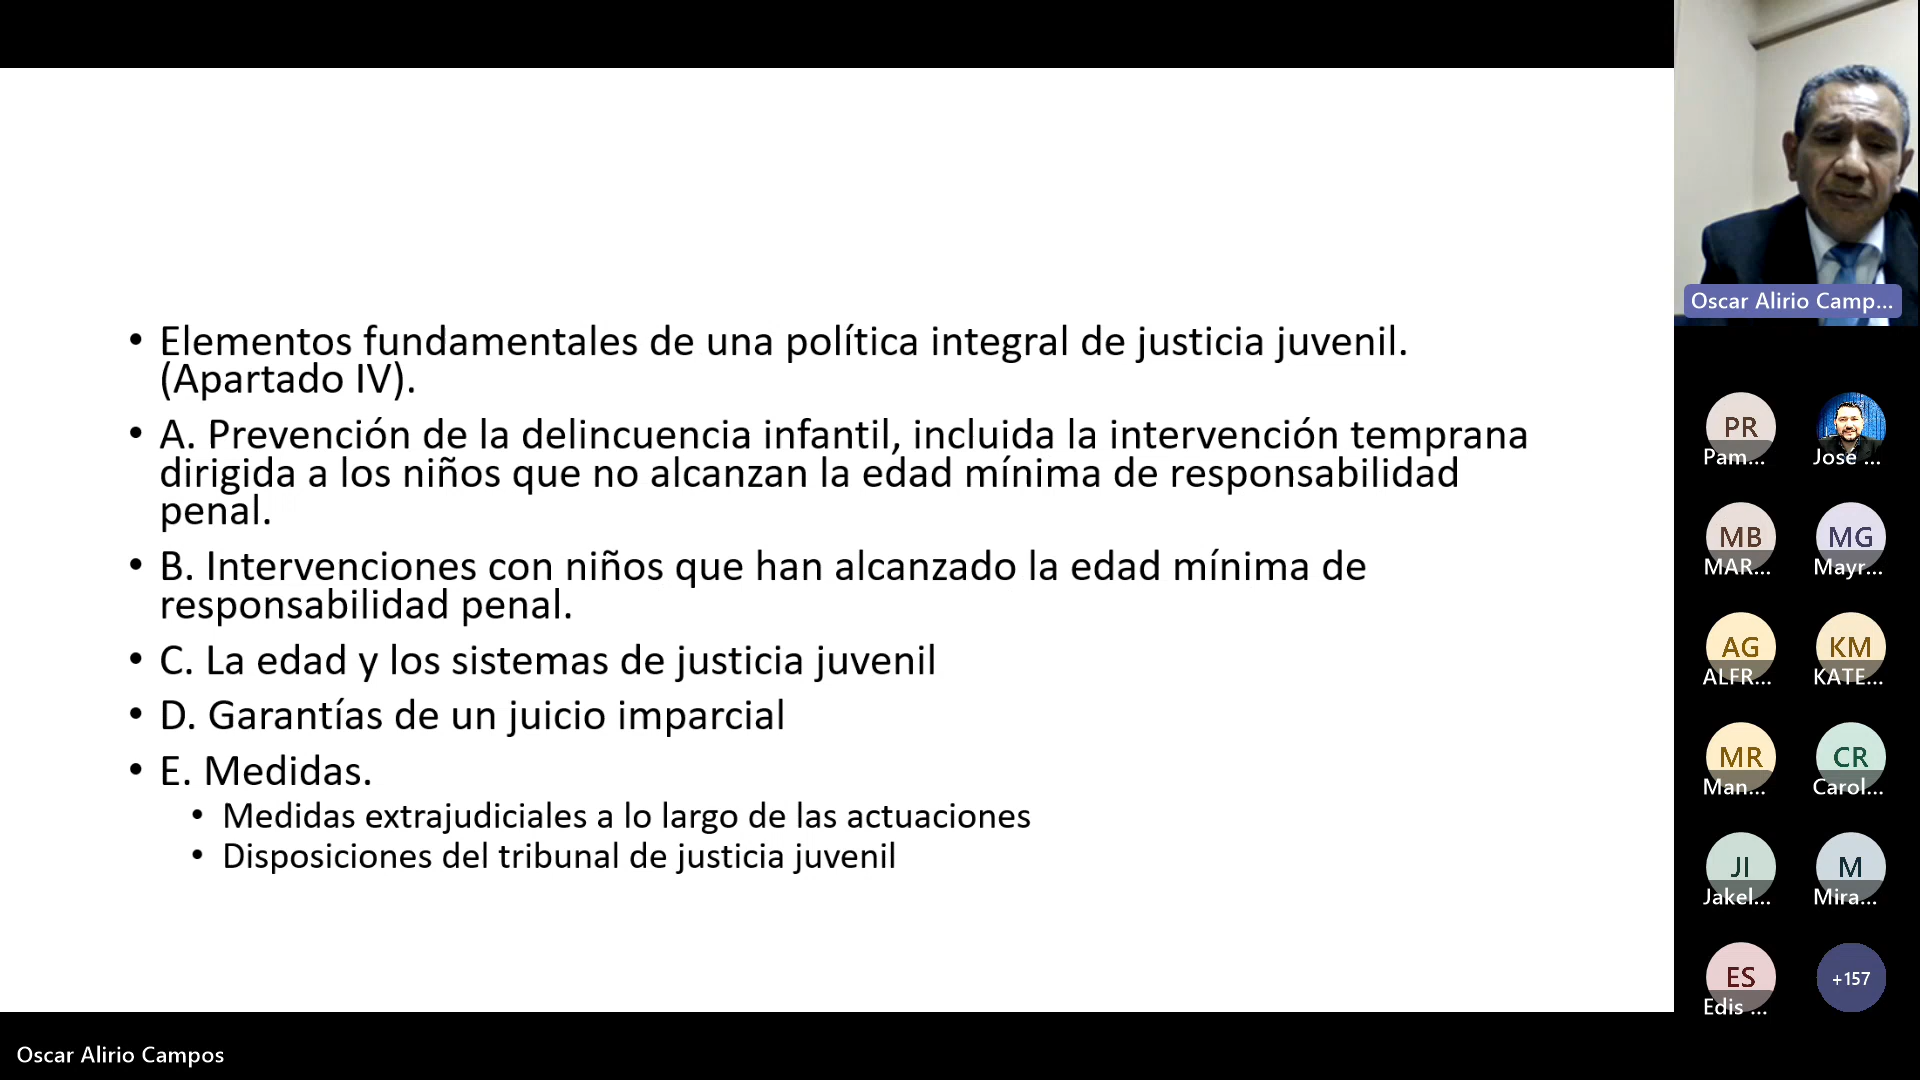 • Elementos fundamentales de una política integral de justicia juvenil.
(Apartado IV).
• A. Prevención de la delincuencia infantil, incluida la intervención temprana
dirigida a los niños que no alcanzan la edad mínima de responsabilidad
penal.
• B. Intervenciones con niños que han alcanzado la edad mínima de
responsabilidad penal.
• C. La edad y los sistemas de justicia juvenil
• D. Garantías de un juicio imparcial
• E. Medidas.
• Medidas extrajudiciales a lo largo de las actuaciones
• Disposiciones del tribunal de justicia juvenil
Oscar Alirio Camp...
PR
Pam...
José ...
MB
MAR...
MG
Mayr...
AG
ALFR...
KM
KATE...
MR
Man...
CR
Carol...
JI
Jakel...
M
Mira...
ES
Edis ...
+157
Oscar Alirio Campos